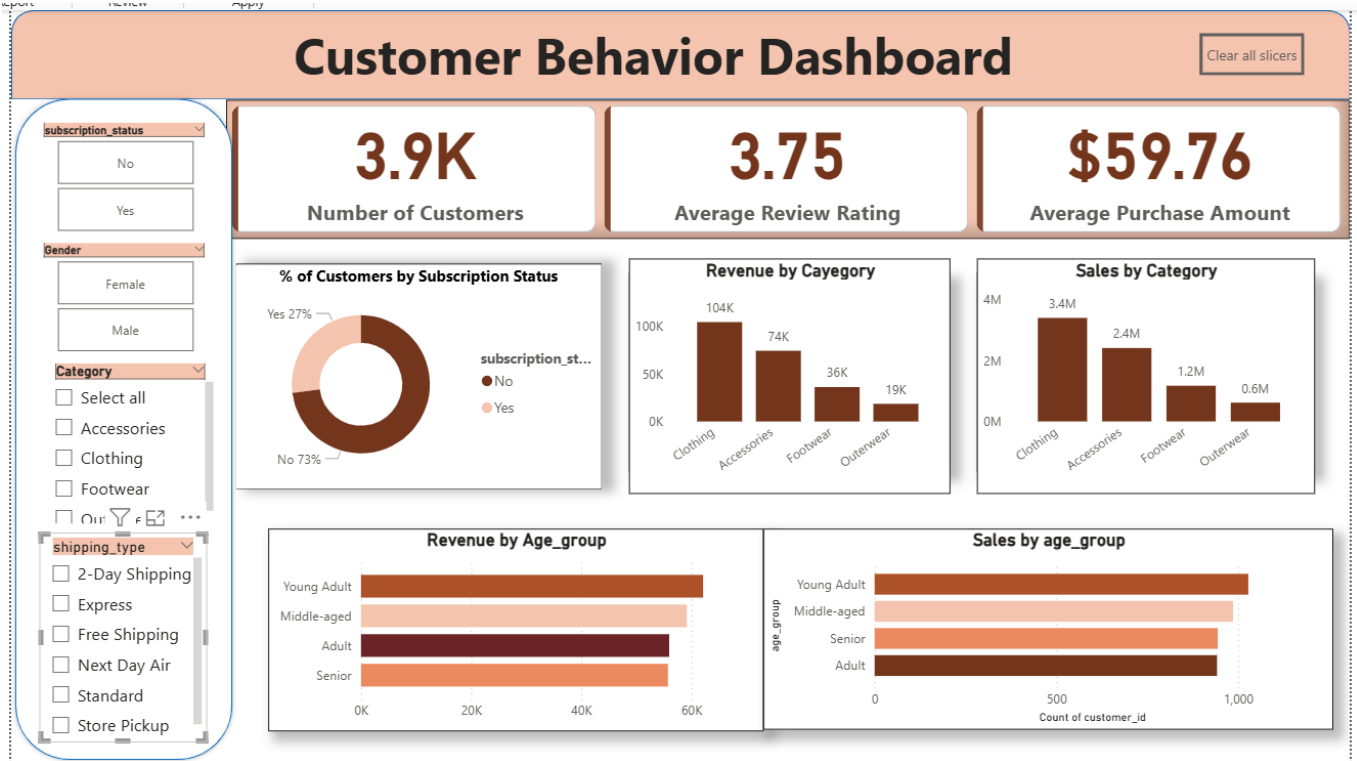 Review
Apply
Customer Behavior Dashboard
Clear all slicers
subscription_status
No
Yes
Gender
Female
Male
Category
Select all
Accessories
Clothing
Footwear
shipping_type
2-Day Shipping
Express
Free Shipping
Next Day Air
Standard
Store Pickup
3.9K
Number of Customers
3.75
Average Review Rating
$59.76
Average Purchase Amount
% of Customers by Subscription Status
Yes 27%
No 73%
subscription_st...
No
Yes
Revenue by Cayegory
100K
50K
0K
104K
74K
36K
19K
Clothing
Accessories
Footwear
Outerwear
Sales by Category
4M
2M
0M
3.4M
2.4M
1.2M
0.6M
Clothing
Accessories
Footwear
Outerwear
Revenue by Age_group
Young Adult
Middle-aged
Adult
Senior
0K 20K 40K 60K
Sales by age_group
age_group
Young Adult
Middle-aged
Senior
Adult
0 500 1,000
Count of customer_id